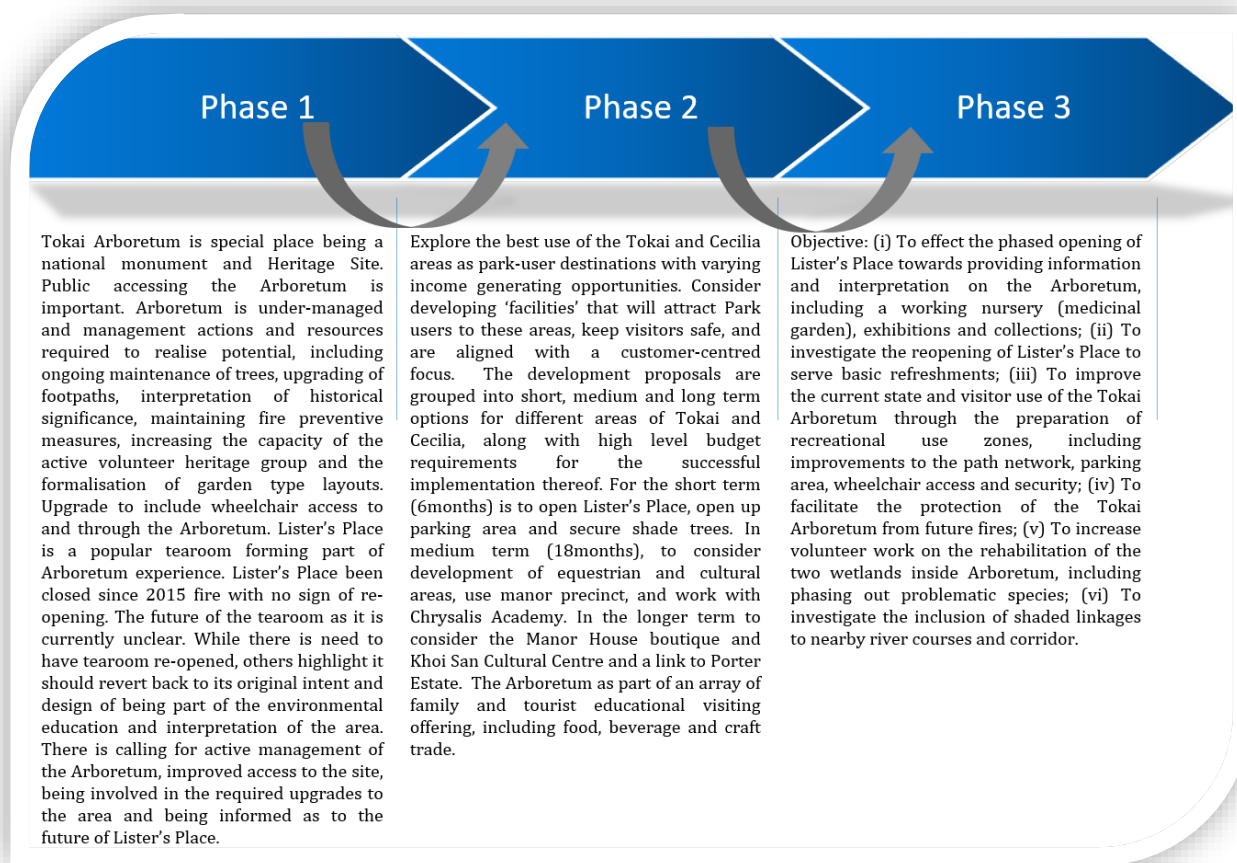 Phase 1
Phase 2
Phase 3
Tokai Arboretum is special place being a
national monument and Heritage Site.
Public accessing the Arboretum is
important. Arboretum is under-managed
and management actions and resources
required to realise potential, including
ongoing maintenance of trees, upgrading of
footpaths, interpretation of historical
significance, maintaining fire preventive
measures, increasing the capacity of the
active volunteer heritage group and the
formalisation of garden type layouts.
Upgrade to include wheelchair access to
and through the Arboretum. Lister’s Place
is a popular tearoom forming part of
Arboretum experience. Lister’s Place been
closed since 2015 fire with no sign of re-
opening. The future of the tearoom as it is
currently unclear. While there is need to
have tearoom re-opened, others highlight it
should revert back to its original intent and
design of being part of the environmental
education and interpretation of the area.
There is calling for active management of
the Arboretum, improved access to the site,
being involved in the required upgrades to
the area and being informed as to the
future of Lister’s Place.
Explore the best use of the Tokai and Cecilia
areas as park-user destinations with varying
income generating opportunities. Consider
developing ‘facilities’ that will attract Park
users to these areas, keep visitors safe, and
are aligned with a customer-centred
focus. The development proposals are
grouped into short, medium and long term
options for different areas of Tokai and
Cecilia, along with high level budget
requirements for the successful
implementation thereof. For the short term
(6months) is to open Lister’s Place, open up
parking area and secure shade trees. In
medium term (18months), to consider
development of equestrian and cultural
areas, use manor precinct, and work with
Chrysalis Academy. In the longer term to
consider the Manor House boutique and
Khoi San Cultural Centre and a link to Porter
Estate. The Arboretum as part of an array of
family and tourist educational visiting
offering, including food, beverage and craft
trade.
Objective: (i) To effect the phased opening of
Lister’s Place towards providing information
and interpretation on the Arboretum,
including a working nursery (medicinal
garden), exhibitions and collections; (ii) To
investigate the reopening of Lister’s Place to
serve basic refreshments; (iii) To improve
the current state and visitor use of the Tokai
Arboretum through the preparation of
recreational use zones, including
improvements to the path network, parking
area, wheelchair access and security; (iv) To
facilitate the protection of the Tokai
Arboretum from future fires; (v) To increase
volunteer work on the rehabilitation of the
two wetlands inside Arboretum, including
phasing out problematic species; (vi) To
investigate the inclusion of shaded linkages
to nearby river courses and corridor.